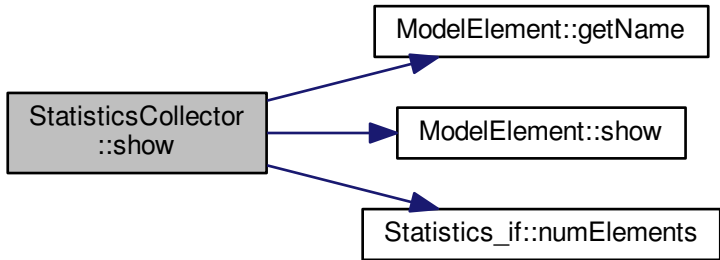 StatisticsCollector
::show
ModelElement::getName
ModelElement::show
Statistics_if::numElements